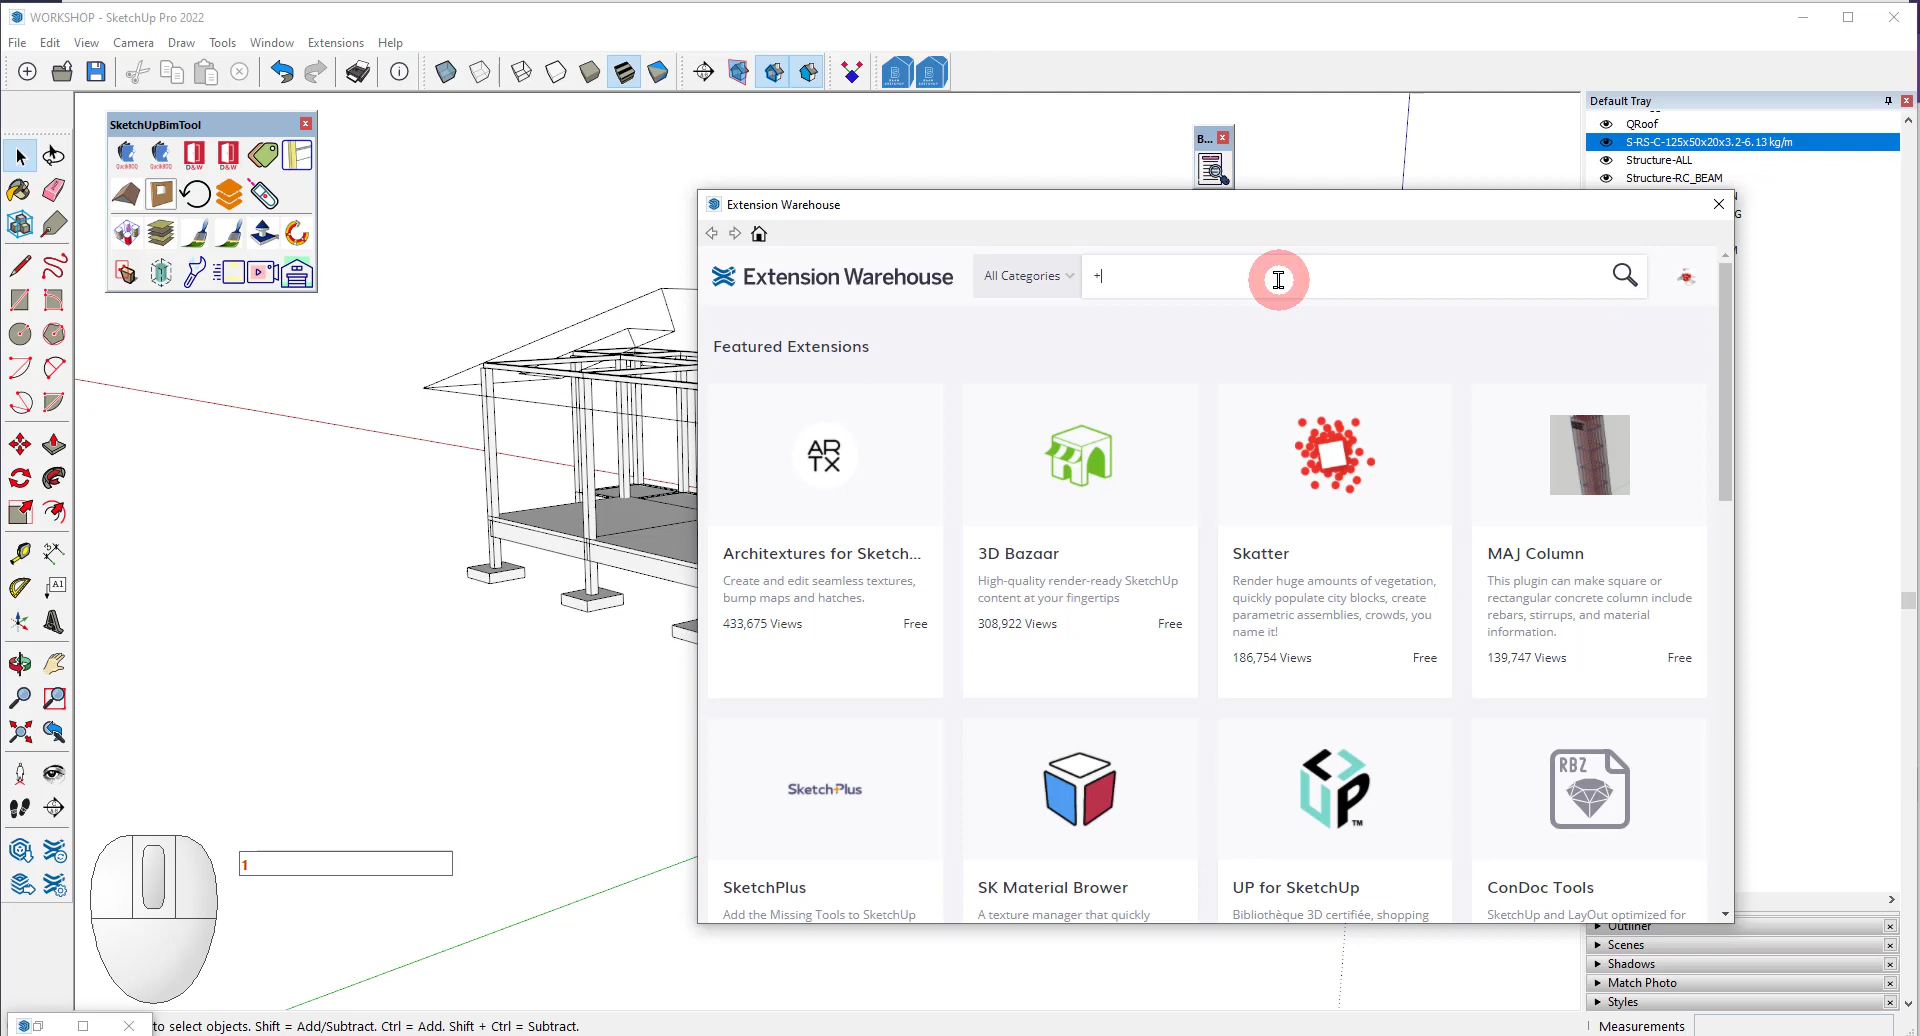 WORKSHOP - SketchUp Pro 2022
File Edit View Camera Draw Tools Window Extensions Help
SketchUpBimTool
QuikBOQ QuikBOQ D&W D&W
B...
Default Tray
QRoof
S-RS-C-125x50x20x3.2-6.13 kg/m
Structure-ALL
Structure-RC_BEAM
Extension Warehouse
Extension Warehouse
All Categories
+
Featured Extensions
AR
TX
Architextures for Sketch...
Create and edit seamless textures,
bump maps and hatches.
433,675 Views Free
3D Bazaar
High-quality render-ready SketchUp
content at your fingertips
308,922 Views Free
Skatter
Render huge amounts of vegetation,
quickly populate city blocks, create
parametric assemblies, crowds, you
name it!
186,754 Views Free
MAJ Column
This plugin can make square or
rectangular concrete column include
rebars, stirrups, and material
information.
139,747 Views Free
SketchPlus
SketchPlus
Add the Missing Tools to SketchUp
SK Material Brower
A texture manager that quickly
UP™
UP for SketchUp
Bibliothèque 3D certifiée, shopping
RBZ
ConDoc Tools
SketchUp and LayOut optimized for
A1
1
Outliner
Scenes
Shadows
Match Photo
Styles
to select objects. Shift = Add/Subtract. Ctrl = Add. Shift + Ctrl = Subtract.
Measurements